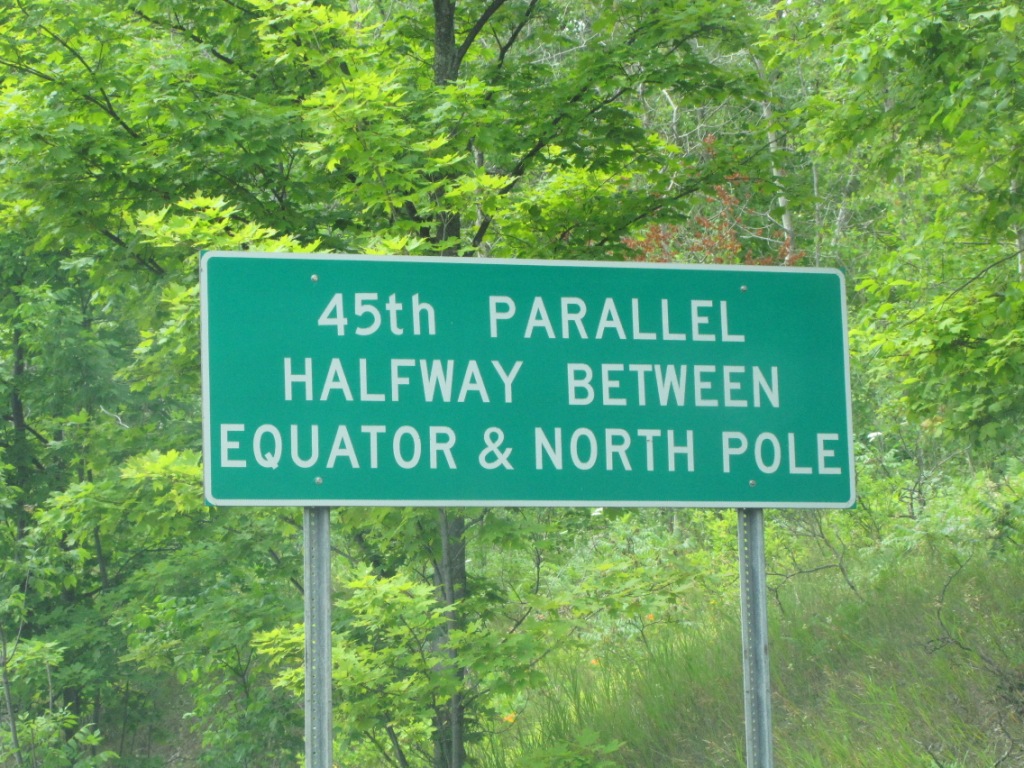 45th PARALLEL
HALFWAY BETWEEN
EQUATOR & NORTH POLE